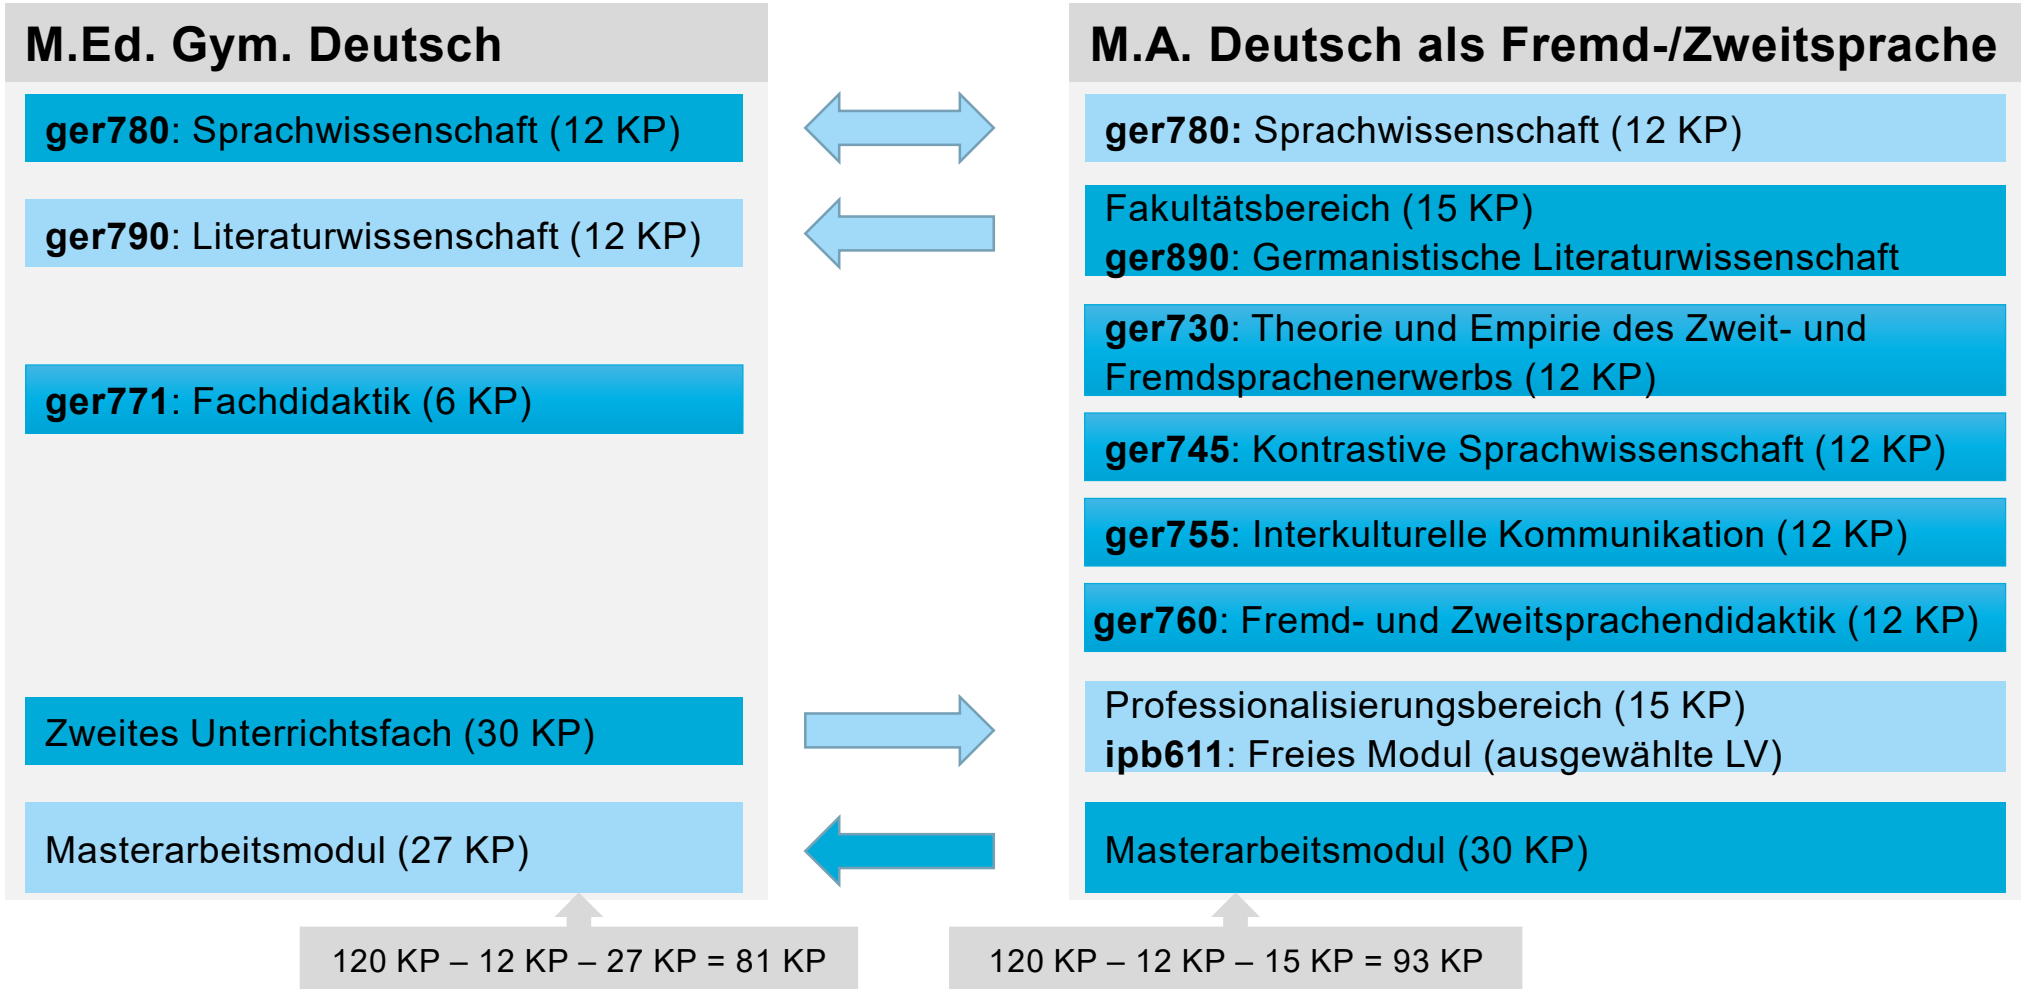 M.Ed. Gym. Deutsch
ger780: Sprachwissenschaft (12 KP)
ger790: Literaturwissenschaft (12 KP)
ger771: Fachdidaktik (6 KP)
Zweites Unterrichtsfach (30 KP)
Masterarbeitsmodul (27 KP)
120 KP – 12 KP – 27 KP = 81 KP
M.A. Deutsch als Fremd-/Zweitsprache
ger780: Sprachwissenschaft (12 KP)
Fakultätsbereich (15 KP)
ger890: Germanistische Literaturwissenschaft
ger730: Theorie und Empirie des Zweit- und
Fremdsprachenerwerbs (12 KP)
ger745: Kontrastive Sprachwissenschaft (12 KP)
ger755: Interkulturelle Kommunikation (12 KP)
ger760: Fremd- und Zweitsprachendidaktik (12 KP)
Professionalisierungsbereich (15 KP)
ipb611: Freies Modul (ausgewählte LV)
Masterarbeitsmodul (30 KP)
120 KP – 12 KP – 15 KP = 93 KP